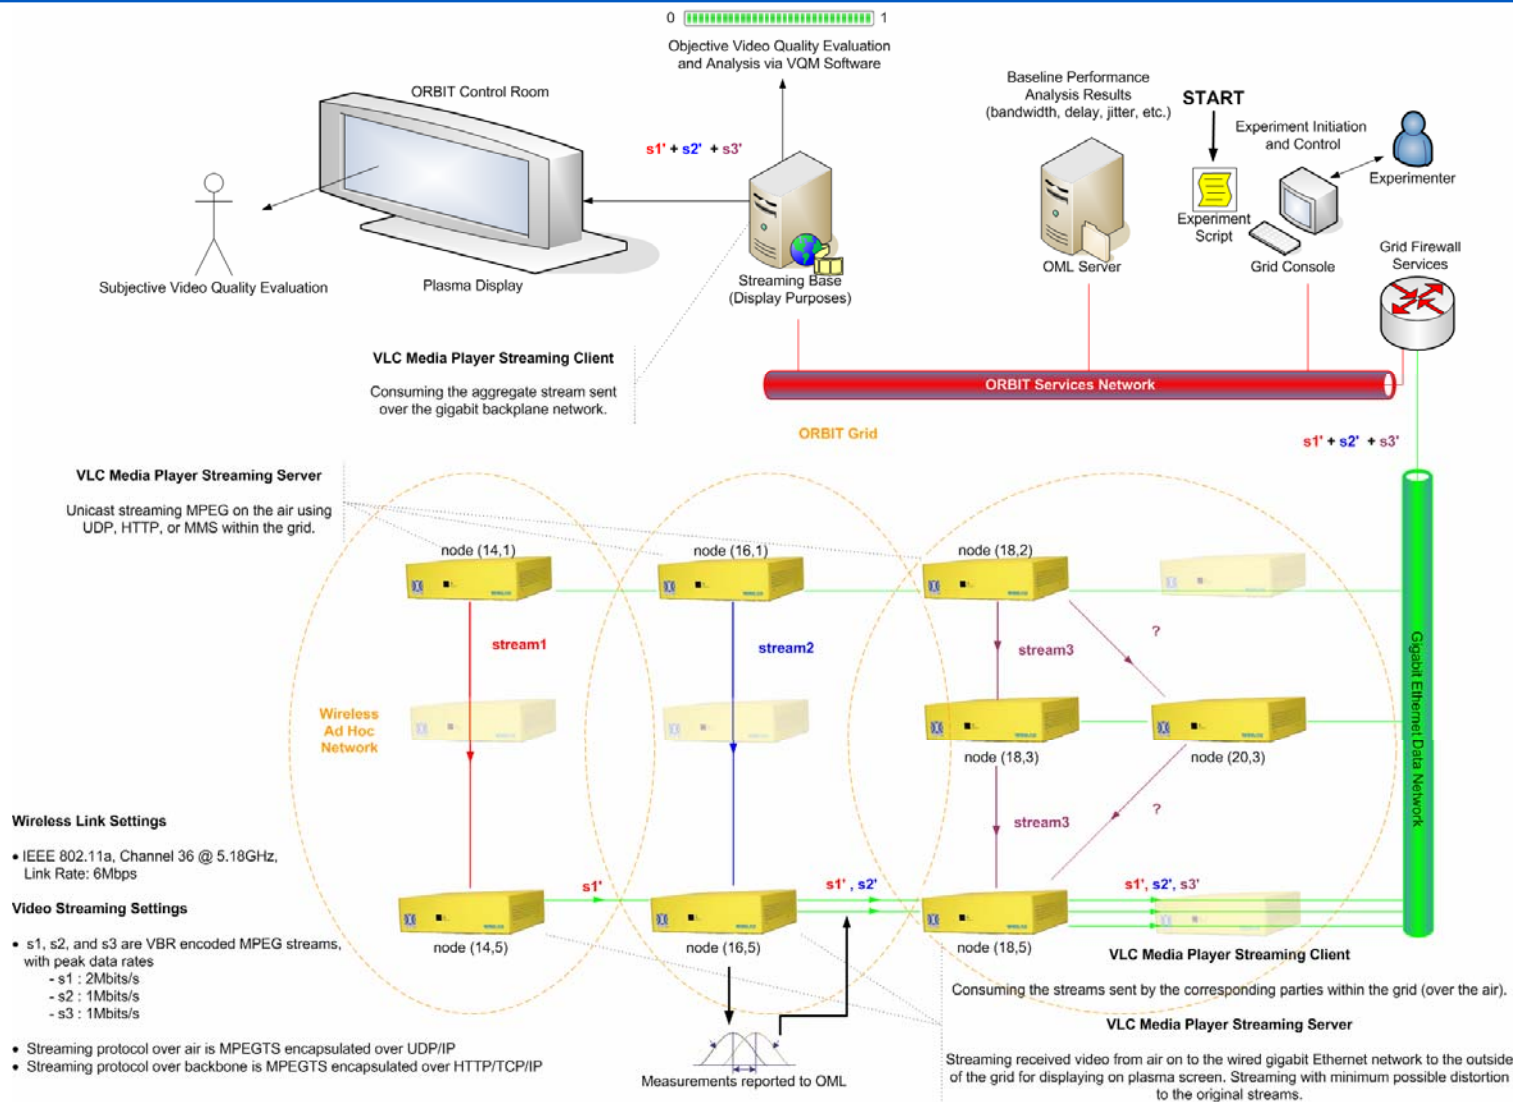 0
1
Objective Video Quality Evaluation
and Analysis via VQM Software
ORBIT Control Room
Baseline Performance
Analysis Results
(bandwidth, delay, jitter, etc.)
START
Experiment Initiation
and Control
s1' + s2' + s3'
Experimenter
Experiment
Script
Grid Firewall
Services
OML Server
Grid Console
Subjective Video Quality Evaluation
Plasma Display
Streaming Base
(Display Purposes)
VLC Media Player Streaming Client
Consuming the aggregate stream sent
over the gigabit backplane network.
ORBIT Services Network
ORBIT Grid
s1' + s2' + s3'
VLC Media Player Streaming Server
Unicast streaming MPEG on the air using
UDP, HTTP, or MMS within the grid.
node (14,1)
node (16,1)
node (18,2)
stream1
stream2
stream3
?
Gigabit Ethernet Data Network
Wireless
Ad Hoc
Network
node (18,3)
node (20,3)
stream3
?
Wireless Link Settings
• IEEE 802.11a, Channel 36 @ 5.18GHz,
Link Rate: 6Mbps
s1'
s1' , s2'
s1', s2', s3'
Video Streaming Settings
node (14,5)
node (16,5)
node (18,5)
• s1, s2, and s3 are VBR encoded MPEG streams,
with peak data rates
- s1 : 2Mbits/s
- s2 : 1Mbits/s
- s3 : 1Mbits/s
• Streaming protocol over air is MPEGTS encapsulated over UDP/IP
• Streaming protocol over backbone is MPEGTS encapsulated over HTTP/TCP/IP
Measurements reported to OML
VLC Media Player Streaming Client
Consuming the streams sent by the corresponding parties within the grid (over the air).
VLC Media Player Streaming Server
Streaming received video from air on to the wired gigabit Ethernet network to the outside
of the grid for displaying on plasma screen. Streaming with minimum possible distortion
to the original streams.